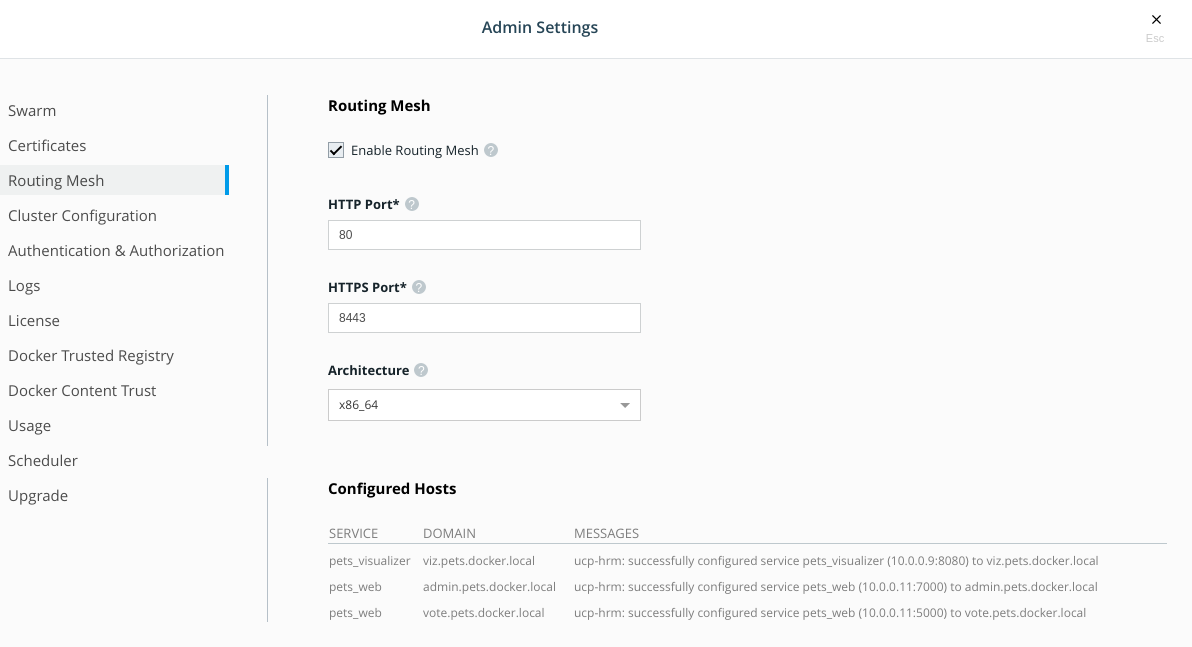 Admin Settings
×
Esc
Swarm
Certificates
Routing Mesh
Cluster Configuration
Authentication & Authorization
Logs
License
Docker Trusted Registry
Docker Content Trust
Usage
Scheduler
Upgrade
Routing Mesh
Enable Routing Mesh ?
HTTP Port* ?
80
HTTPS Port* ?
8443
Architecture ?
x86_64
Configured Hosts
SERVICE DOMAIN MESSAGES
pets_visualizer viz.pets.docker.local ucp-hrm: successfully configured service pets_visualizer (10.0.0.9:8080) to viz.pets.docker.local
pets_web admin.pets.docker.local ucp-hrm: successfully configured service pets_web (10.0.0.11:7000) to admin.pets.docker.local
pets_web vote.pets.docker.local ucp-hrm: successfully configured service pets_web (10.0.0.11:5000) to vote.pets.docker.local